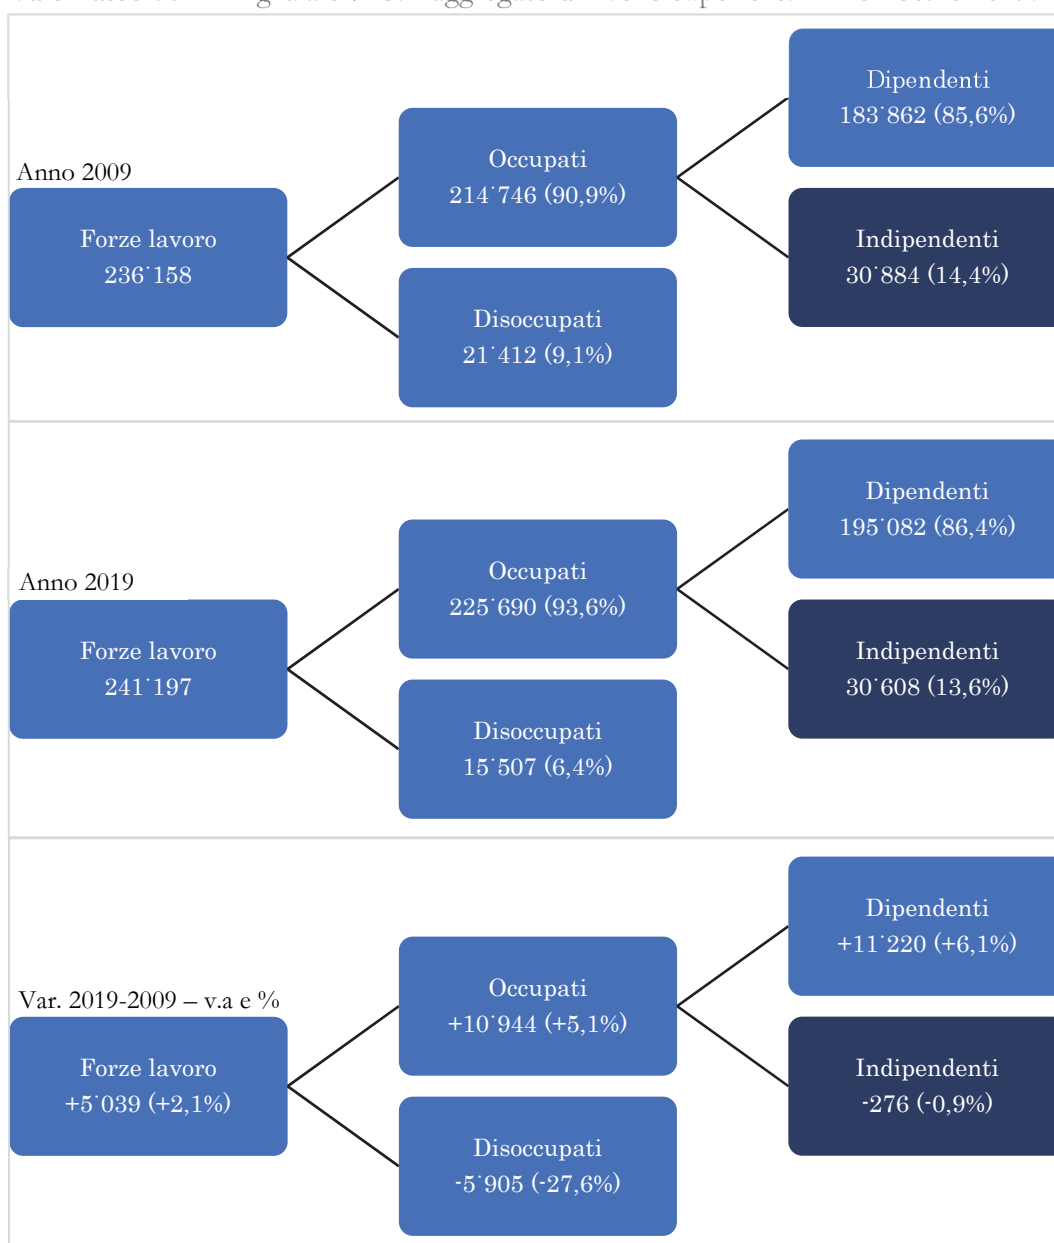 Anno 2009
Forze lavoro
236˙158
Occupati
214˙746 (90,9%)
Disoccupati
21˙412 (9,1%)
Dipendenti
183˙862 (85,6%)
Indipendenti
30˙884 (14,4%)
Anno 2019
Forze lavoro
241˙197
Occupati
225˙690 (93,6%)
Disoccupati
15˙507 (6,4%)
Dipendenti
195˙082 (86,4%)
Indipendenti
30˙608 (13,6%)
Var. 2019-2009 – v.a e %
Forze lavoro
+5˙039 (+2,1%)
Occupati
+10˙944 (+5,1%)
Disoccupati
-5˙905 (-27,6%)
Dipendenti
+11˙220 (+6,1%)
Indipendenti
-276 (-0,9%)